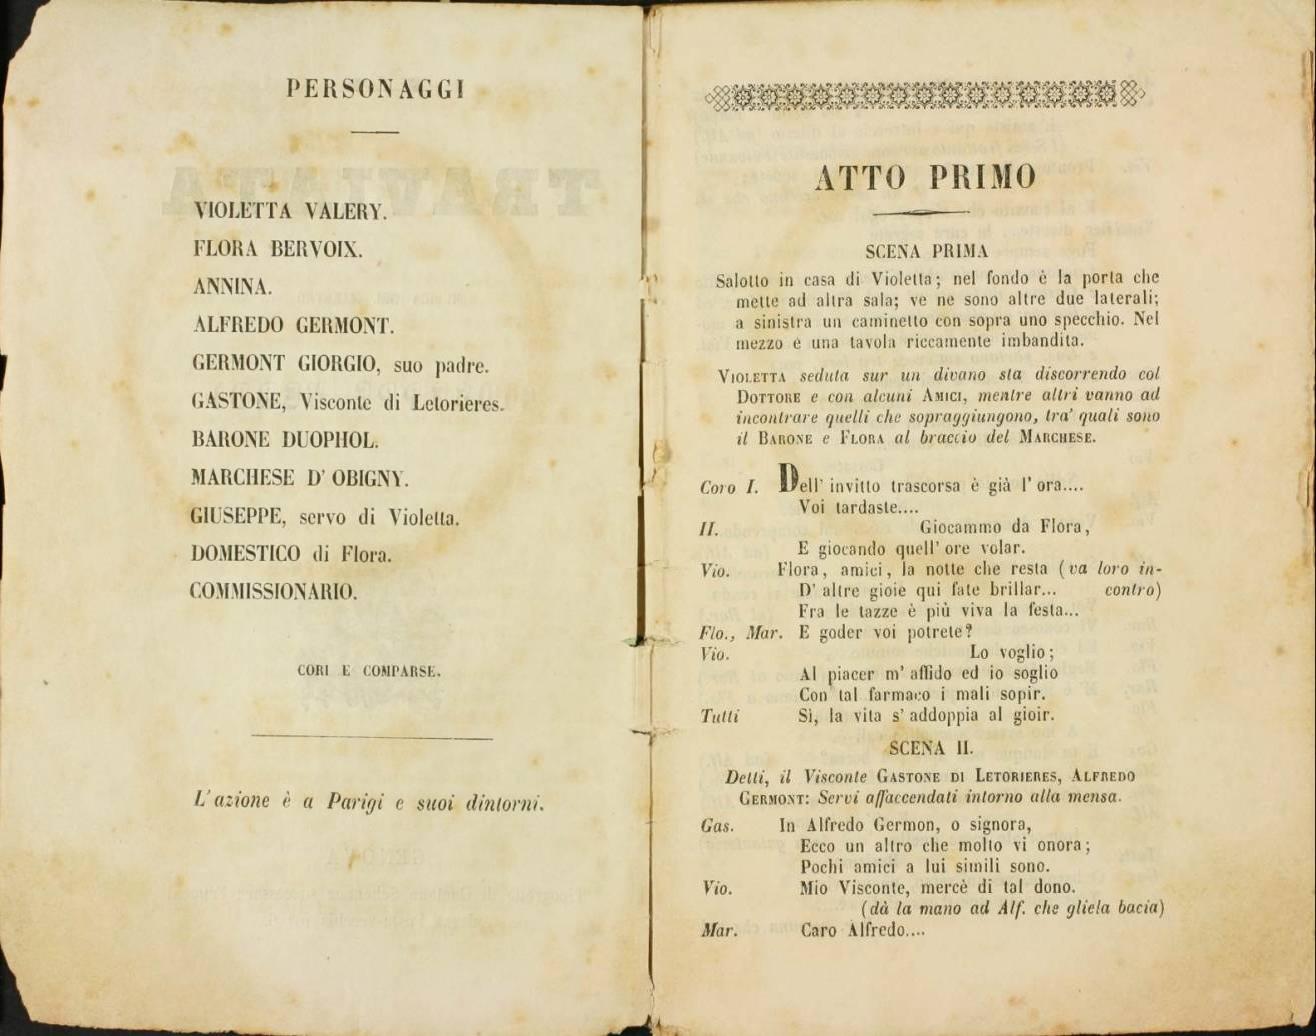 PERSONAGGI
VIOLETTA VALERY.
FLORA BERVOIX.
ANNINA.
ALFREDO GERMONT.
GERMONT GIORGIO, suo padre.
GASTONE, Visconte di Letorieres.
BARONE DUOPHOL.
MARCHESE D' OBIGNY.
GIUSEPPE, servo di Violetta.
DOMESTICO di Flora.
COMMISSIONARIO.
CORI E COMPARSE.
L'azione è a Parigi e suoi dintorni.
ATTO PRIMO
SCENA PRIMA
Salotto in casa di Violetta; nel fondo è la porta che
mette ad altra sala; ve ne sono altre due laterali;
a sinistra un caminetto con sopra uno specchio. Nel
mezzo è una tavola riccamente imbandita.
VIOLETTA seduta sur un divano sta discorrendo col
DOTTORE e con alcuni AMICI, mentre altri vanno ad
incontrare quelli che sopraggiungono, tra' quali sono
il BARONE e FLORA al braccio del MARCHESE.
Coro I. Dell' invitto trascorsa è già l' ora....
Voi tardaste....
II. Giocammo da Flora,
E giocando quell' ore volar.
Vio. Flora, amici, la notte che resta (va loro in-
D' altre gioie qui fate brillar... contro)
Fra le tazze è più viva la festa...
Flo., Mar. E goder voi potrete?
Vio. Lo voglio;
Al piacer m' affido ed io soglio
Con tal farmaco i mali sopir.
Tutti Sì, la vita s' addoppia al gioir.
SCENA II.
Detti, il Visconte GASTONE DI LETORIERES, ALFREDO
GERMONT: Servi affaccendati intorno alla mensa.
Gas. In Alfredo Germon, o signora,
Ecco un altro che molto vi onora;
Pochi amici a lui simili sono.
Vio. Mio Visconte, mercè di tal dono.
(dà la mano ad Alf. che gliela bacia)
Mar. Caro Alfredo....